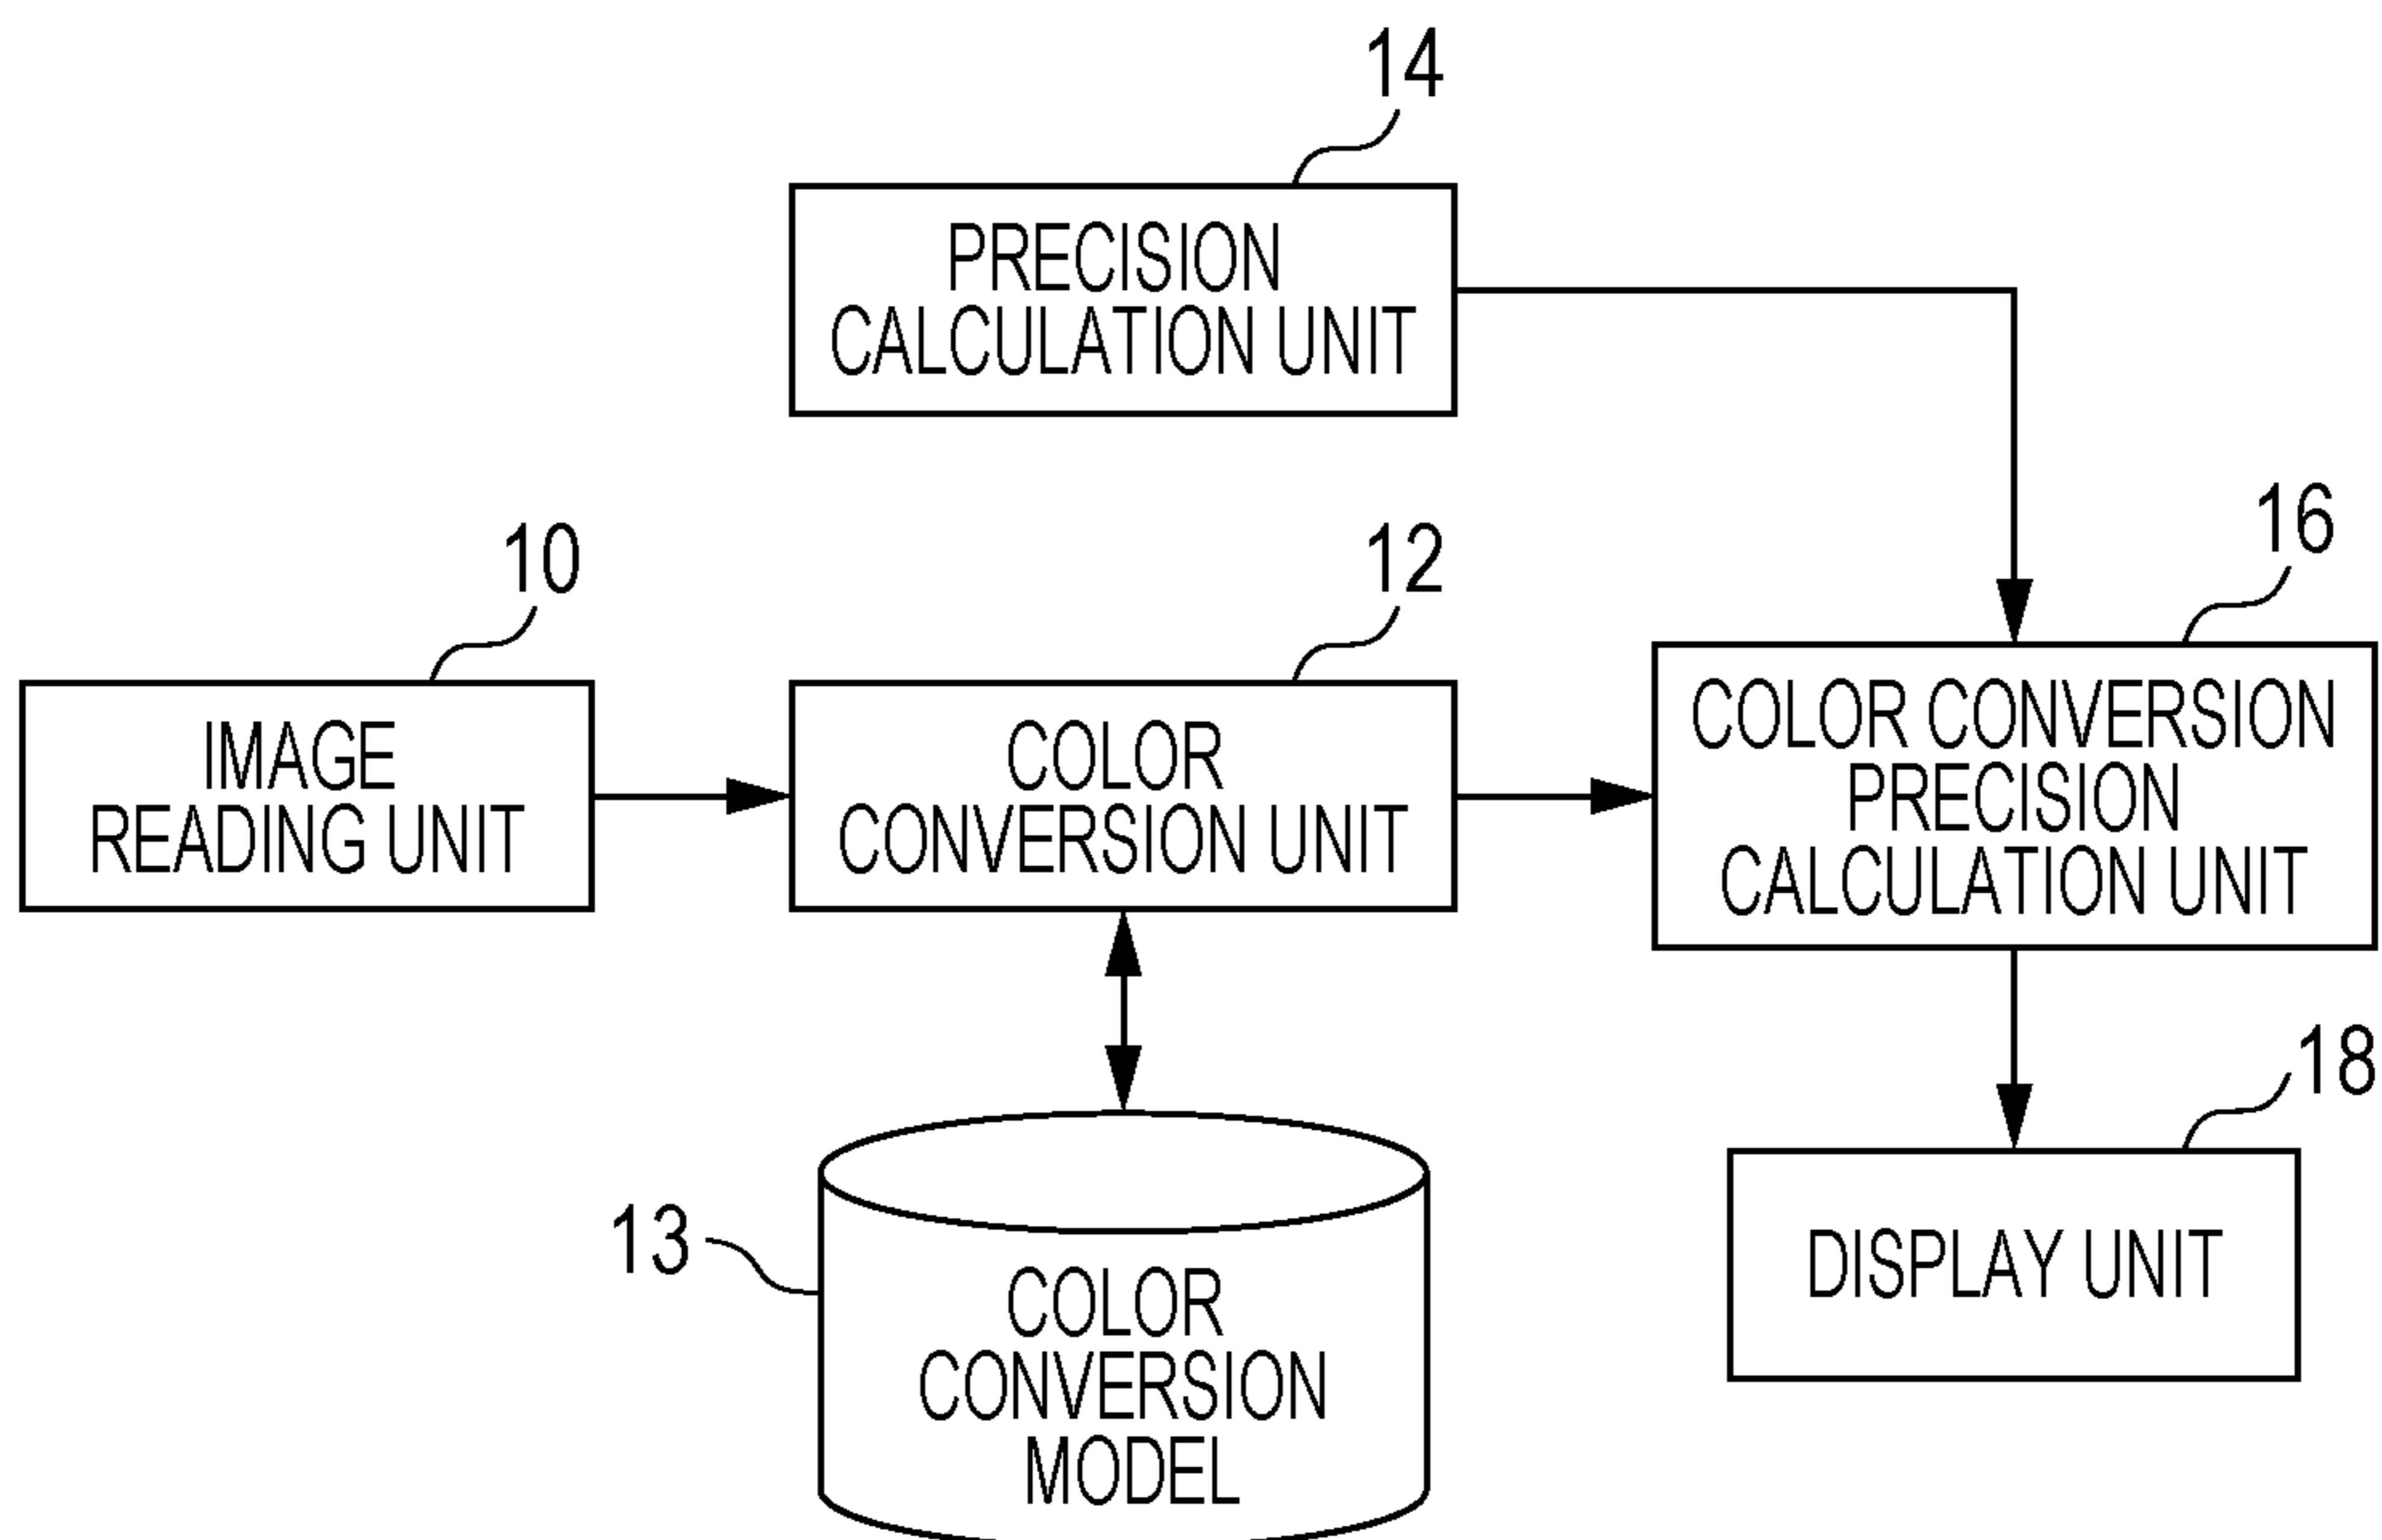 14
PRECISION
CALCULATION UNIT
10
IMAGE
READING UNIT
12
COLOR
CONVERSION UNIT
16
COLOR CONVERSION
PRECISION
CALCULATION UNIT
13
COLOR
CONVERSION
MODEL
18
DISPLAY UNIT